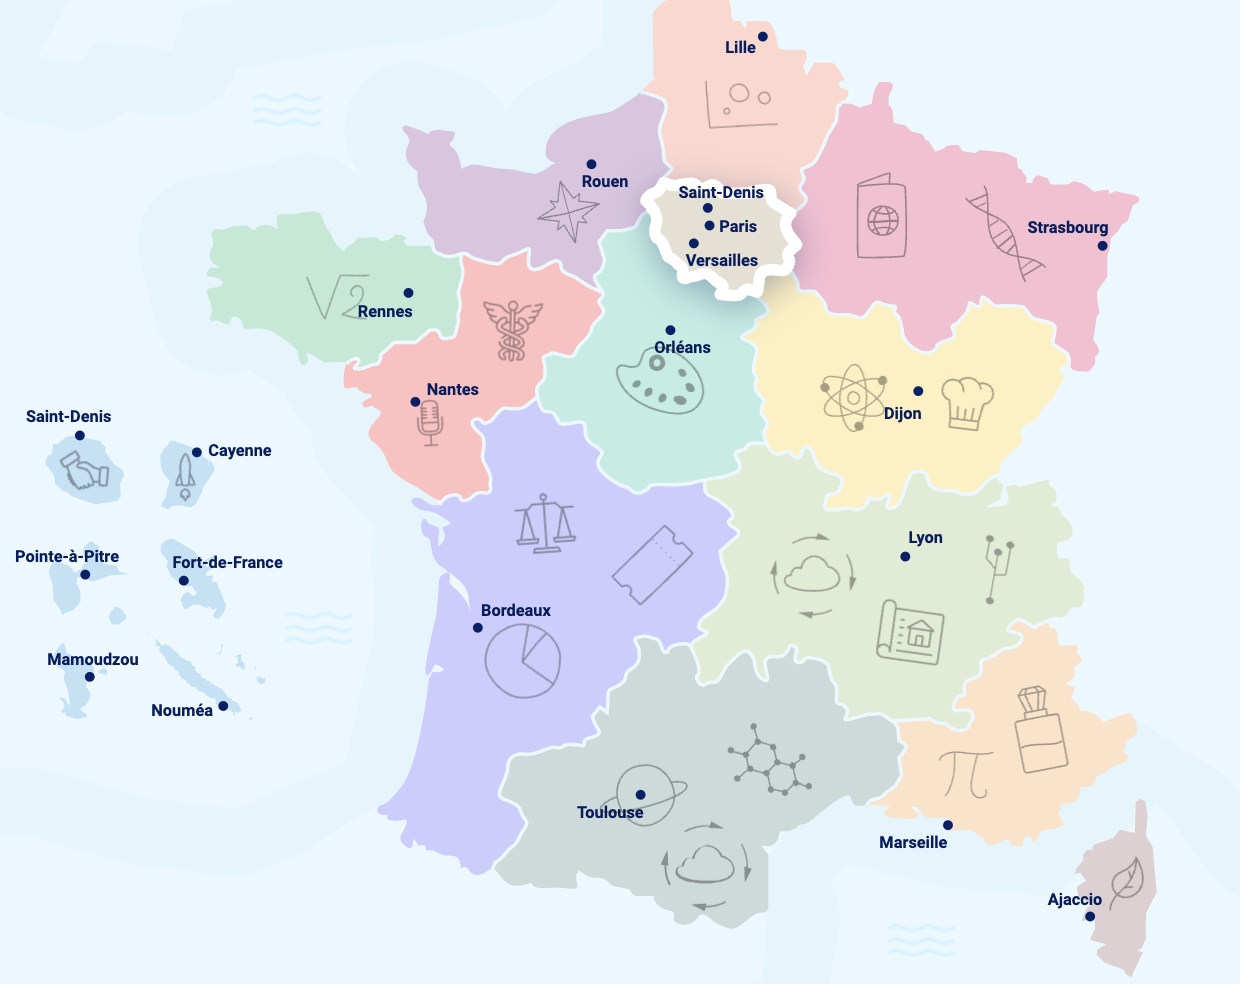 Lille
Rouen
Saint-Denis
Paris
Versailles
Strasbourg
√2
Rennes
Orléans
Nantes
Dijon
Saint-Denis
Cayenne
Pointe-à-Pitre
Fort-de-France
Lyon
Bordeaux
Mamoudzou
Nouméa
π
Toulouse
Marseille
Ajaccio